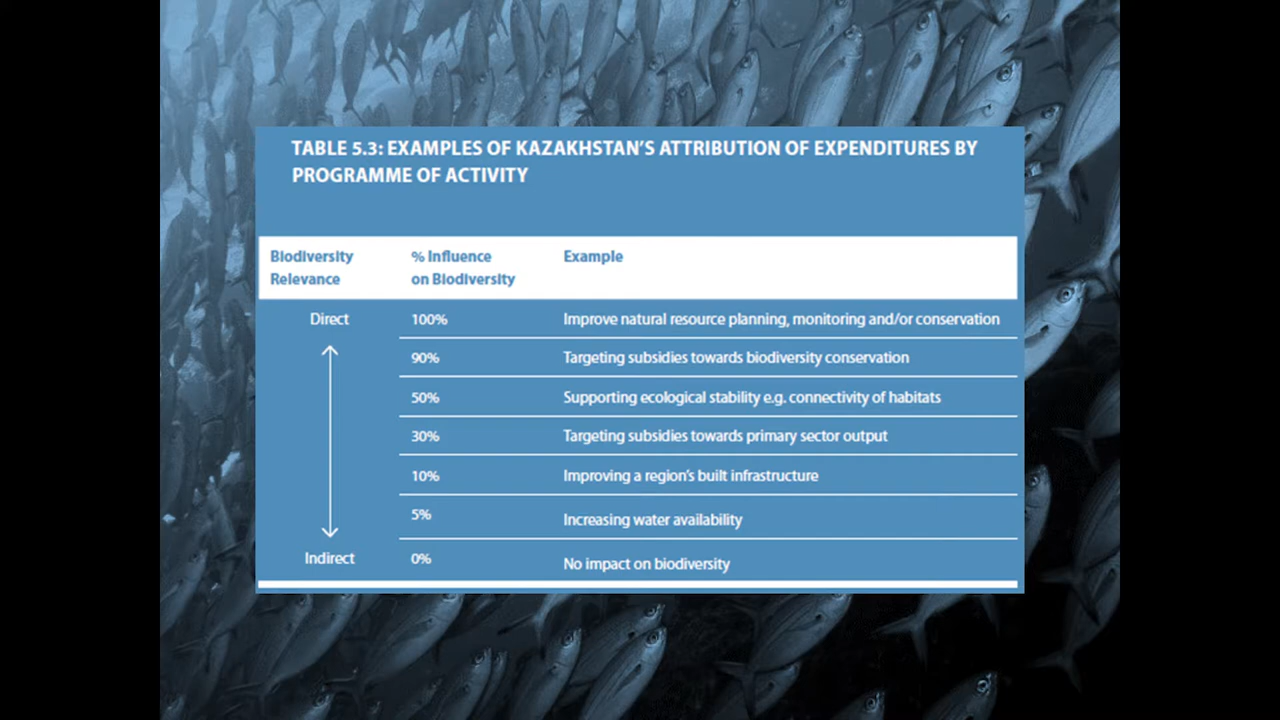 TABLE 5.3: EXAMPLES OF KAZAKHSTAN'S ATTRIBUTION OF EXPENDITURES BY
PROGRAMME OF ACTIVITY
Biodiversity Relevance % Influence on Biodiversity Example
Direct 100% Improve natural resource planning, monitoring and/or conservation
90% Targeting subsidies towards biodiversity conservation
50% Supporting ecological stability e.g. connectivity of habitats
30% Targeting subsidies towards primary sector output
10% Improving a region's built infrastructure
5% Increasing water availability
Indirect 0% No impact on biodiversity